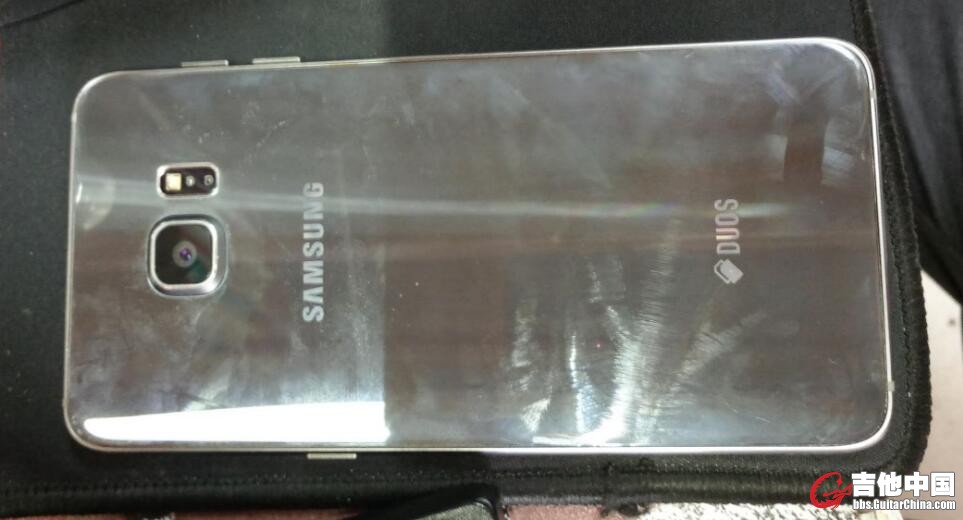 SAMSUNG
DUOS
吉他中国
bbs.GuitarChina.com